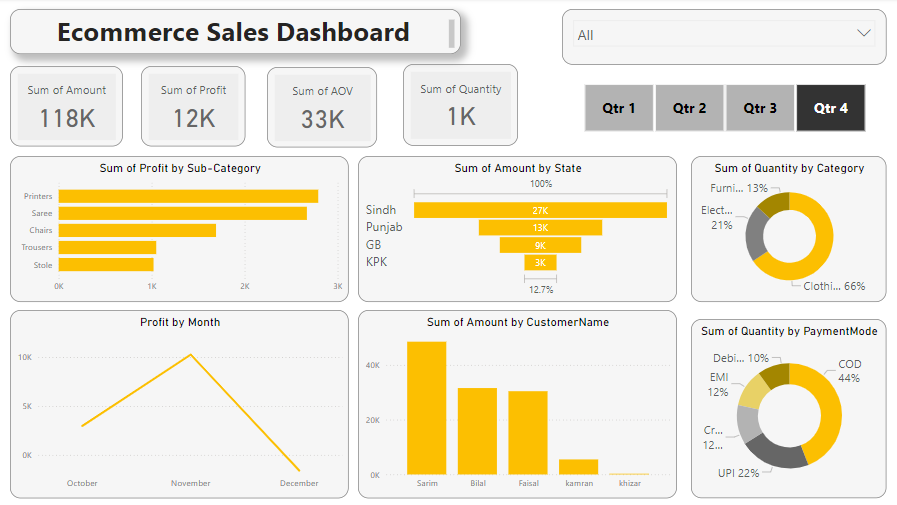 Ecommerce Sales Dashboard
All
Sum of Amount
118K
Sum of Profit
12K
Sum of AOV
33K
Sum of Quantity
1K
Qtr 1
Qtr 2
Qtr 3
Qtr 4
Sum of Profit by Sub-Category
Printers
Saree
Chairs
Trousers
Stole
0K 1K 2K 3K
Sum of Amount by State
100%
Sindh 27K
Punjab 13K
GB 9K
KPK 3K
12.7%
Sum of Quantity by Category
Furni... 13%
Elect...
21%
Clothi... 66%
Profit by Month
10K
5K
0K
October November December
Sum of Amount by CustomerName
40K
20K
0K
Sarim Bilal Faisal kamran khizar
Sum of Quantity by PaymentMode
Debi... 10%
COD
44%
EMI
12%
Cr...
12...
UPI 22%